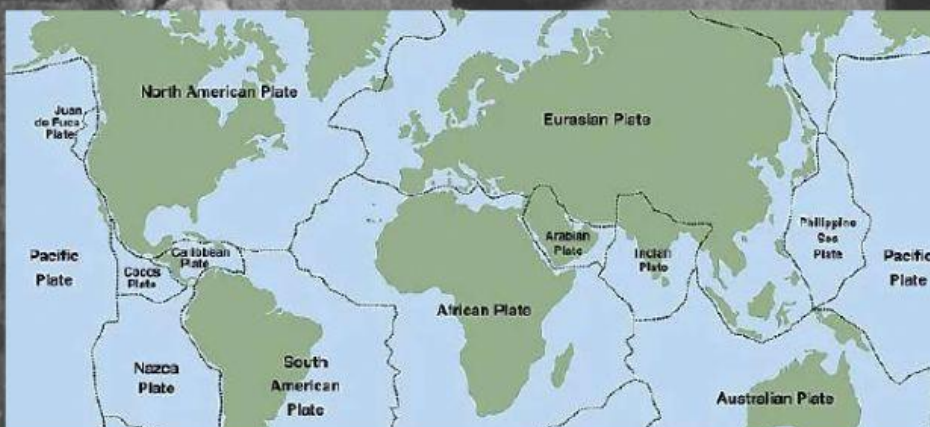 North American Plate
Juan
de Fuca
Plate
Eurasian Plate
Philippine
Sea
Plate
Arabian
Plate
Caribbean
Plate
Indian
Plate
Pacific
Plate
Cocos
Plate
Pacific
Plate
African Plate
Nazca
Plate
South
American
Plate
Australian Plate